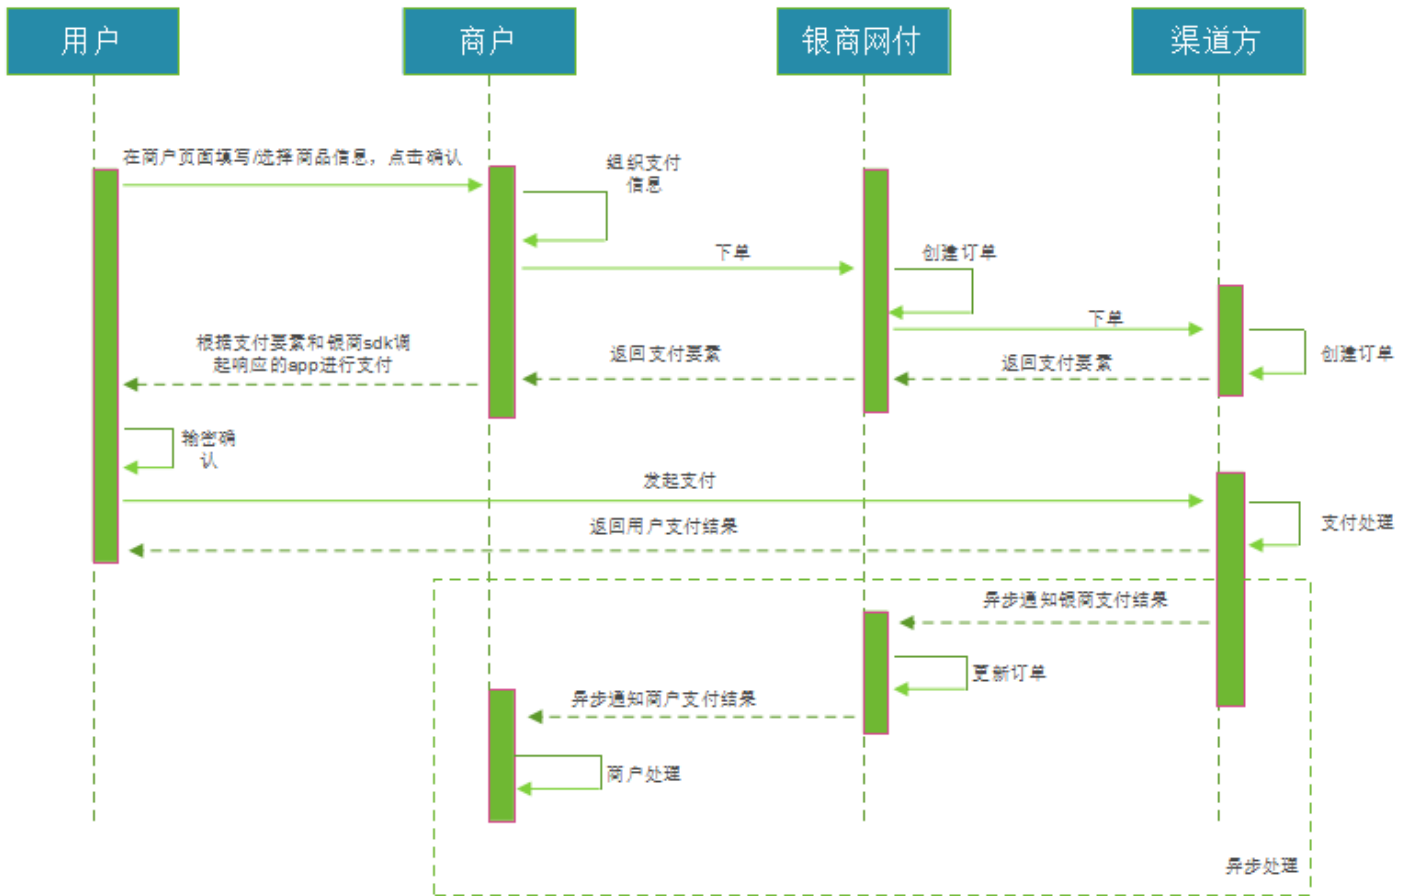 用户
商户
银商网付
渠道方
在商户页面填写/选择商品信息，点击确认
组织支付
信息
下单
创建订单
下单
根据支付要素和银商sdk调
起响应的app进行支付
返回支付要素
返回支付要素
创建订单
输密确
认
发起支付
支付处理
返回用户支付结果
异步通知银商支付结果
更新订单
异步通知商户支付结果
商户处理
异步处理